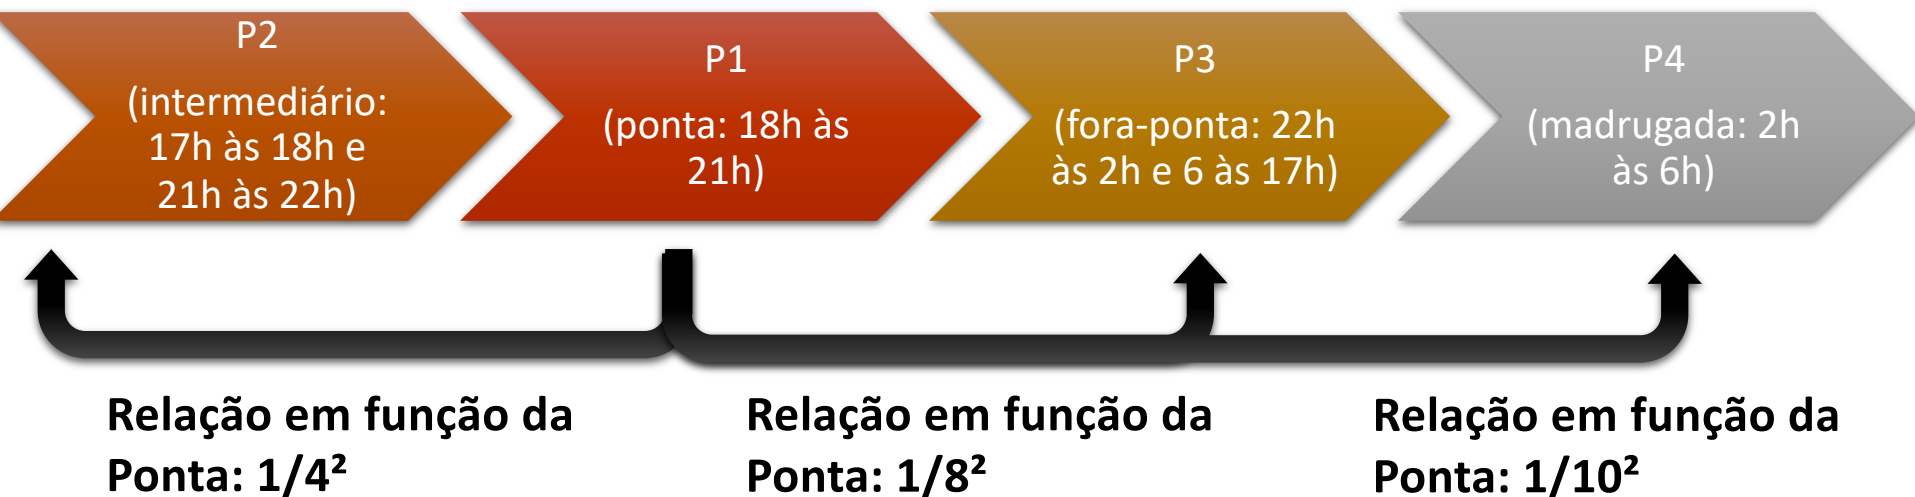 P2
(intermediário:
17h às 18h e
21h às 22h)
P1
(ponta: 18h às
21h)
P3
(fora-ponta: 22h
às 2h e 6 às 17h)
P4
(madrugada: 2h
às 6h)
Relação em função da
Ponta: 1/4²
Relação em função da
Ponta: 1/8²
Relação em função da
Ponta: 1/10²